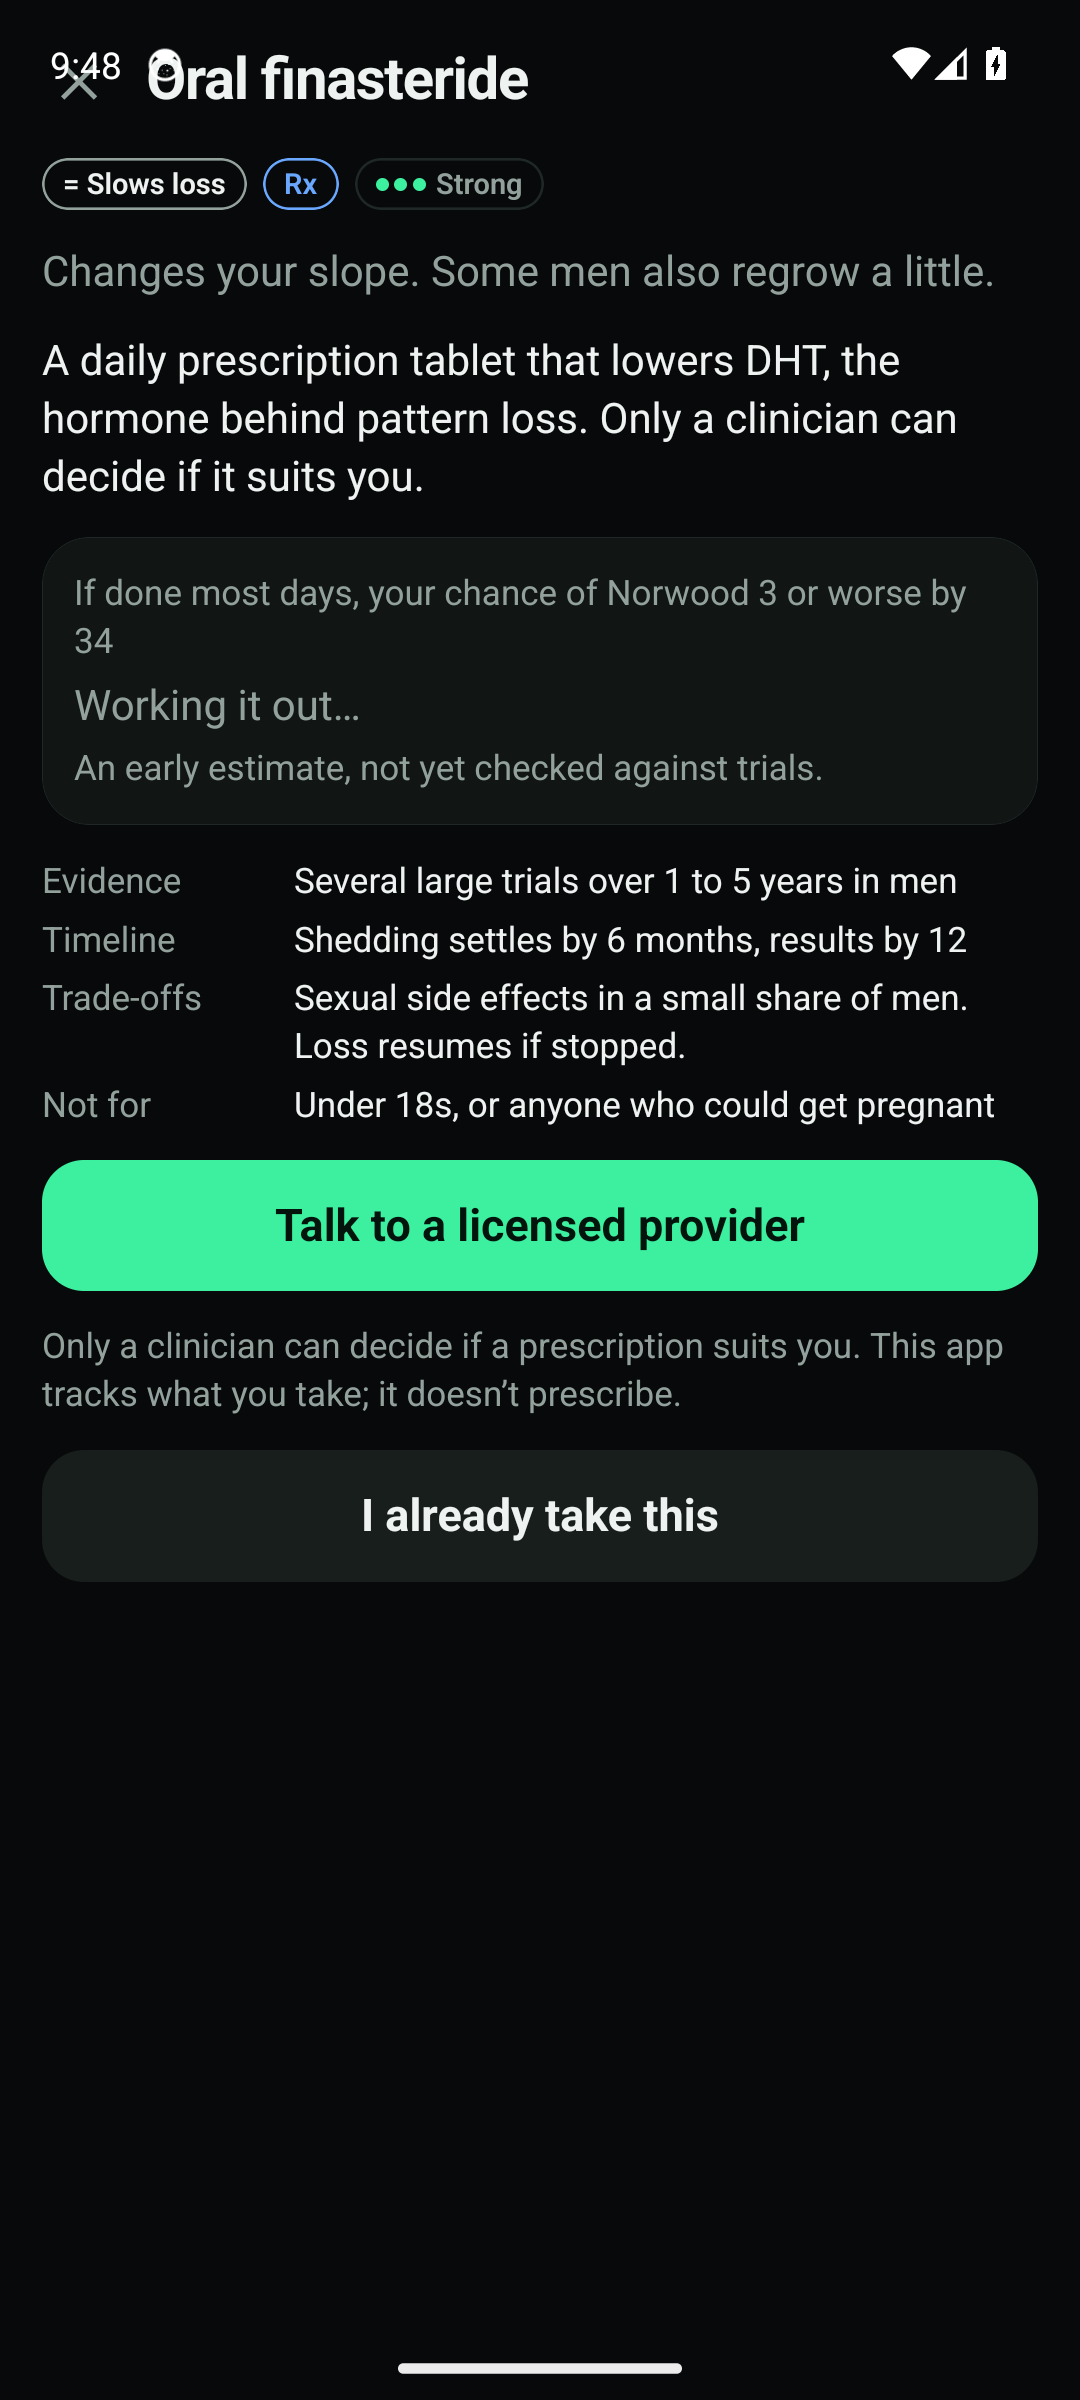 9:48
Oral finasteride
= Slows loss
Rx
Strong
Changes your slope. Some men also regrow a little.
A daily prescription tablet that lowers DHT, the
hormone behind pattern loss. Only a clinician can
decide if it suits you.
If done most days, your chance of Norwood 3 or worse by
34
Working it out…
An early estimate, not yet checked against trials.
Evidence Several large trials over 1 to 5 years in men
Timeline Shedding settles by 6 months, results by 12
Trade-offs Sexual side effects in a small share of men.
Loss resumes if stopped.
Not for Under 18s, or anyone who could get pregnant
Talk to a licensed provider
Only a clinician can decide if a prescription suits you. This app
tracks what you take; it doesn’t prescribe.
I already take this